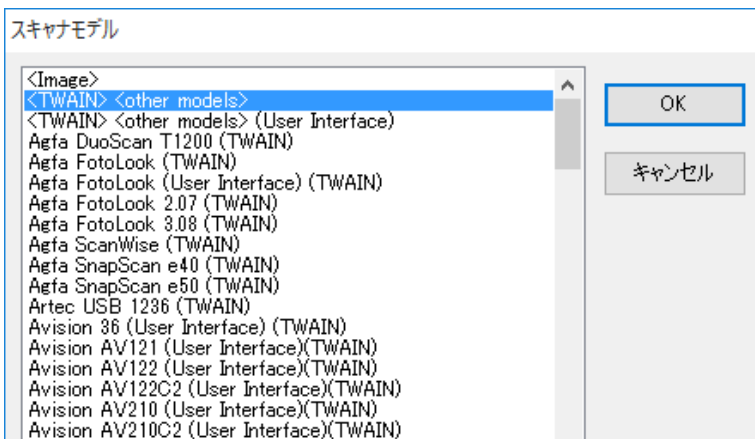 スキャナモデル
<Image>
<TWAIN> <other models>
<TWAIN> <other models> (User Interface)
Agfa DuoScan T1200 (TWAIN)
Agfa FotoLook (TWAIN)
Agfa FotoLook (User Interface) (TWAIN)
Agfa FotoLook 2.07 (TWAIN)
Agfa FotoLook 3.08 (TWAIN)
Agfa ScanWise (TWAIN)
Agfa SnapScan e40 (TWAIN)
Agfa SnapScan e50 (TWAIN)
Artec USB 1236 (TWAIN)
Avision 36 (User Interface) (TWAIN)
Avision AV121 (User Interface)(TWAIN)
Avision AV122 (User Interface)(TWAIN)
Avision AV122C2 (User Interface)(TWAIN)
Avision AV210 (User Interface)(TWAIN)
Avision AV210C2 (User Interface)(TWAIN)
OK
キャンセル